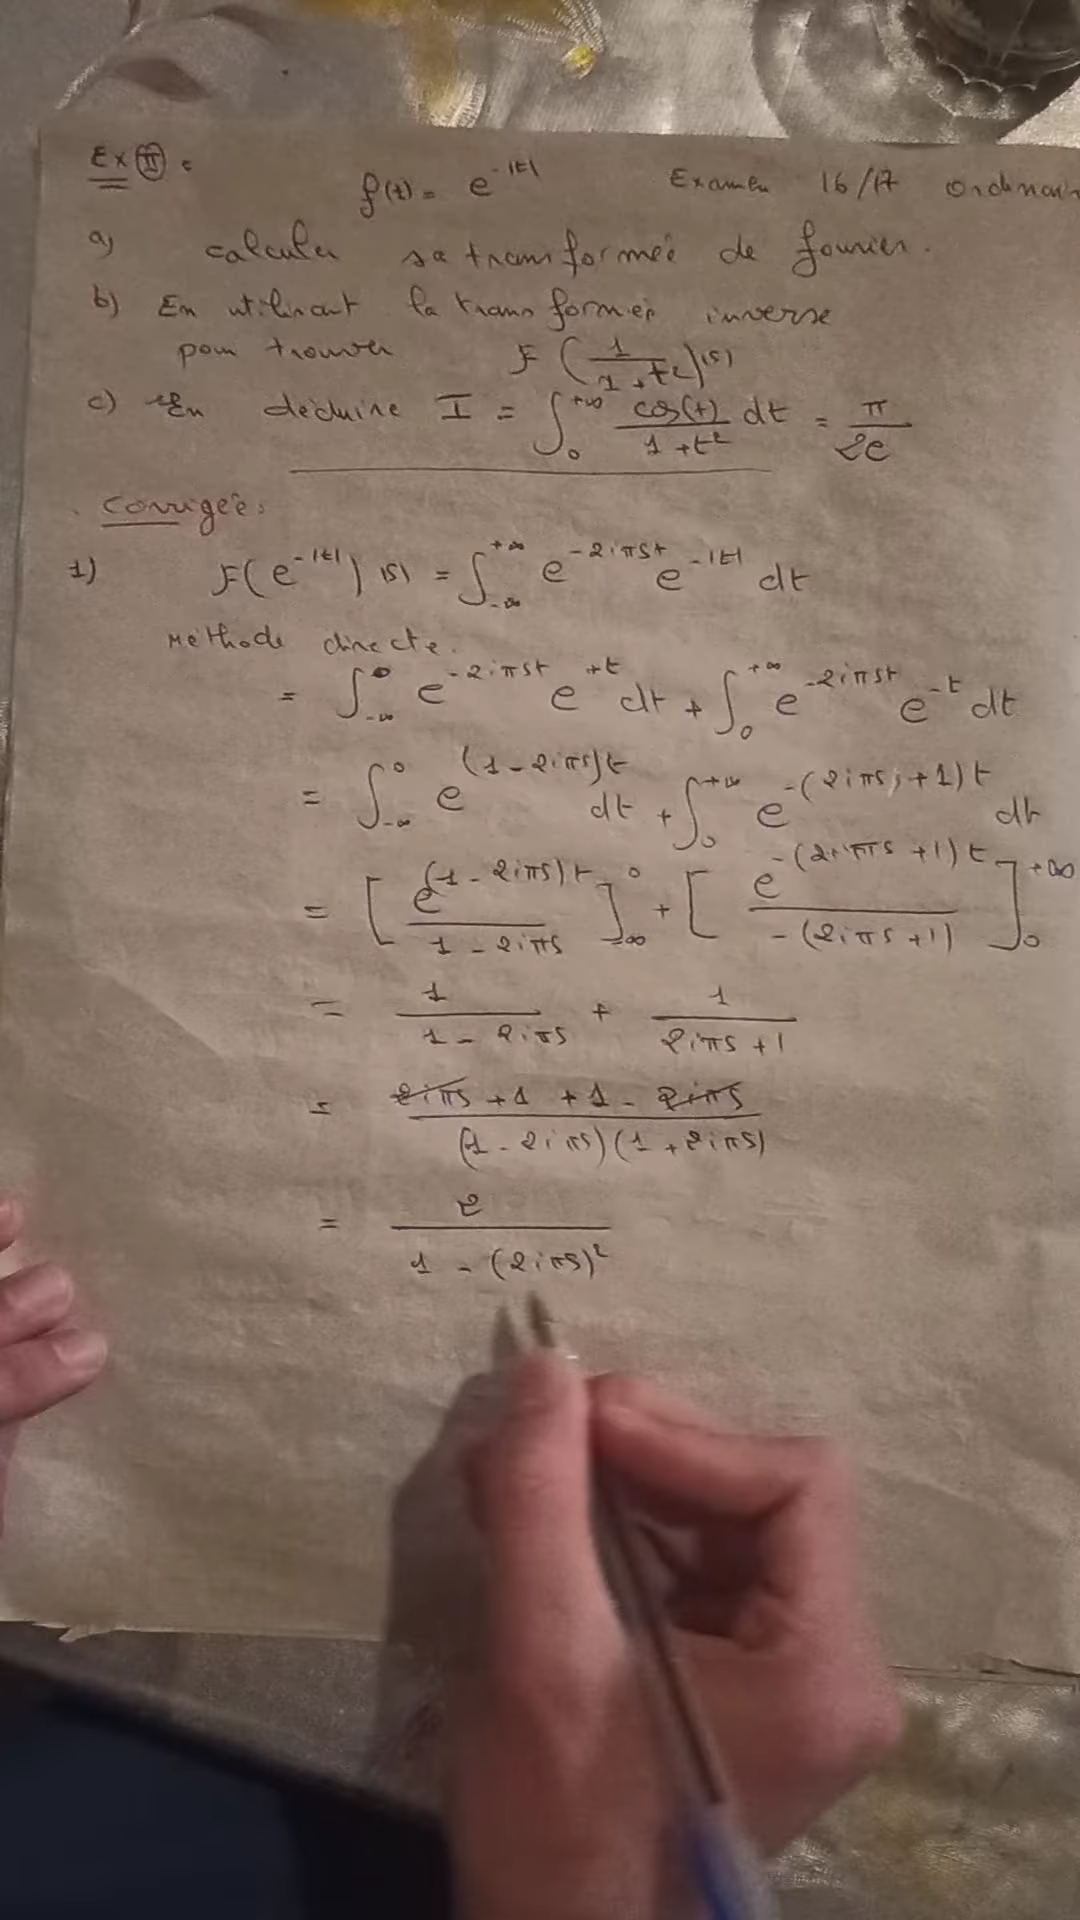 Ex II :
f(t) = e^{-|t|} Examen 16/17 ordinair
a) calculer sa transformée de fourier.
b) En utilisant la transformée inverse
pour trouver F(1/(1+t²))(s)
c) En déduire I = ∫_0^{+∞} cos(t)/(1+t²) dt = π/2e
Corrigée:
1) F(e^{-|t|})(s) = ∫_{-∞}^{+∞} e^{-2iπst} e^{-|t|} dt
Méthode directe.
= ∫_{-∞}^0 e^{-2iπst} e^{+t} dt + ∫_0^{+∞} e^{-2iπst} e^{-t} dt
= ∫_{-∞}^0 e^{(1-2iπs)t} dt + ∫_0^{+∞} e^{-(2iπs+1)t} dt
= [e^{(1-2iπs)t}/(1-2iπs)]_{-∞}^0 + [e^{-(2iπs+1)t}/-(2iπs+1)]_0^{+∞}
= 1/(1-2iπs) + 1/(2iπs+1)
= (2iπs+1+1-2iπs)/((1-2iπs)(1+2iπs))
= 2/(1-(2iπs)²)